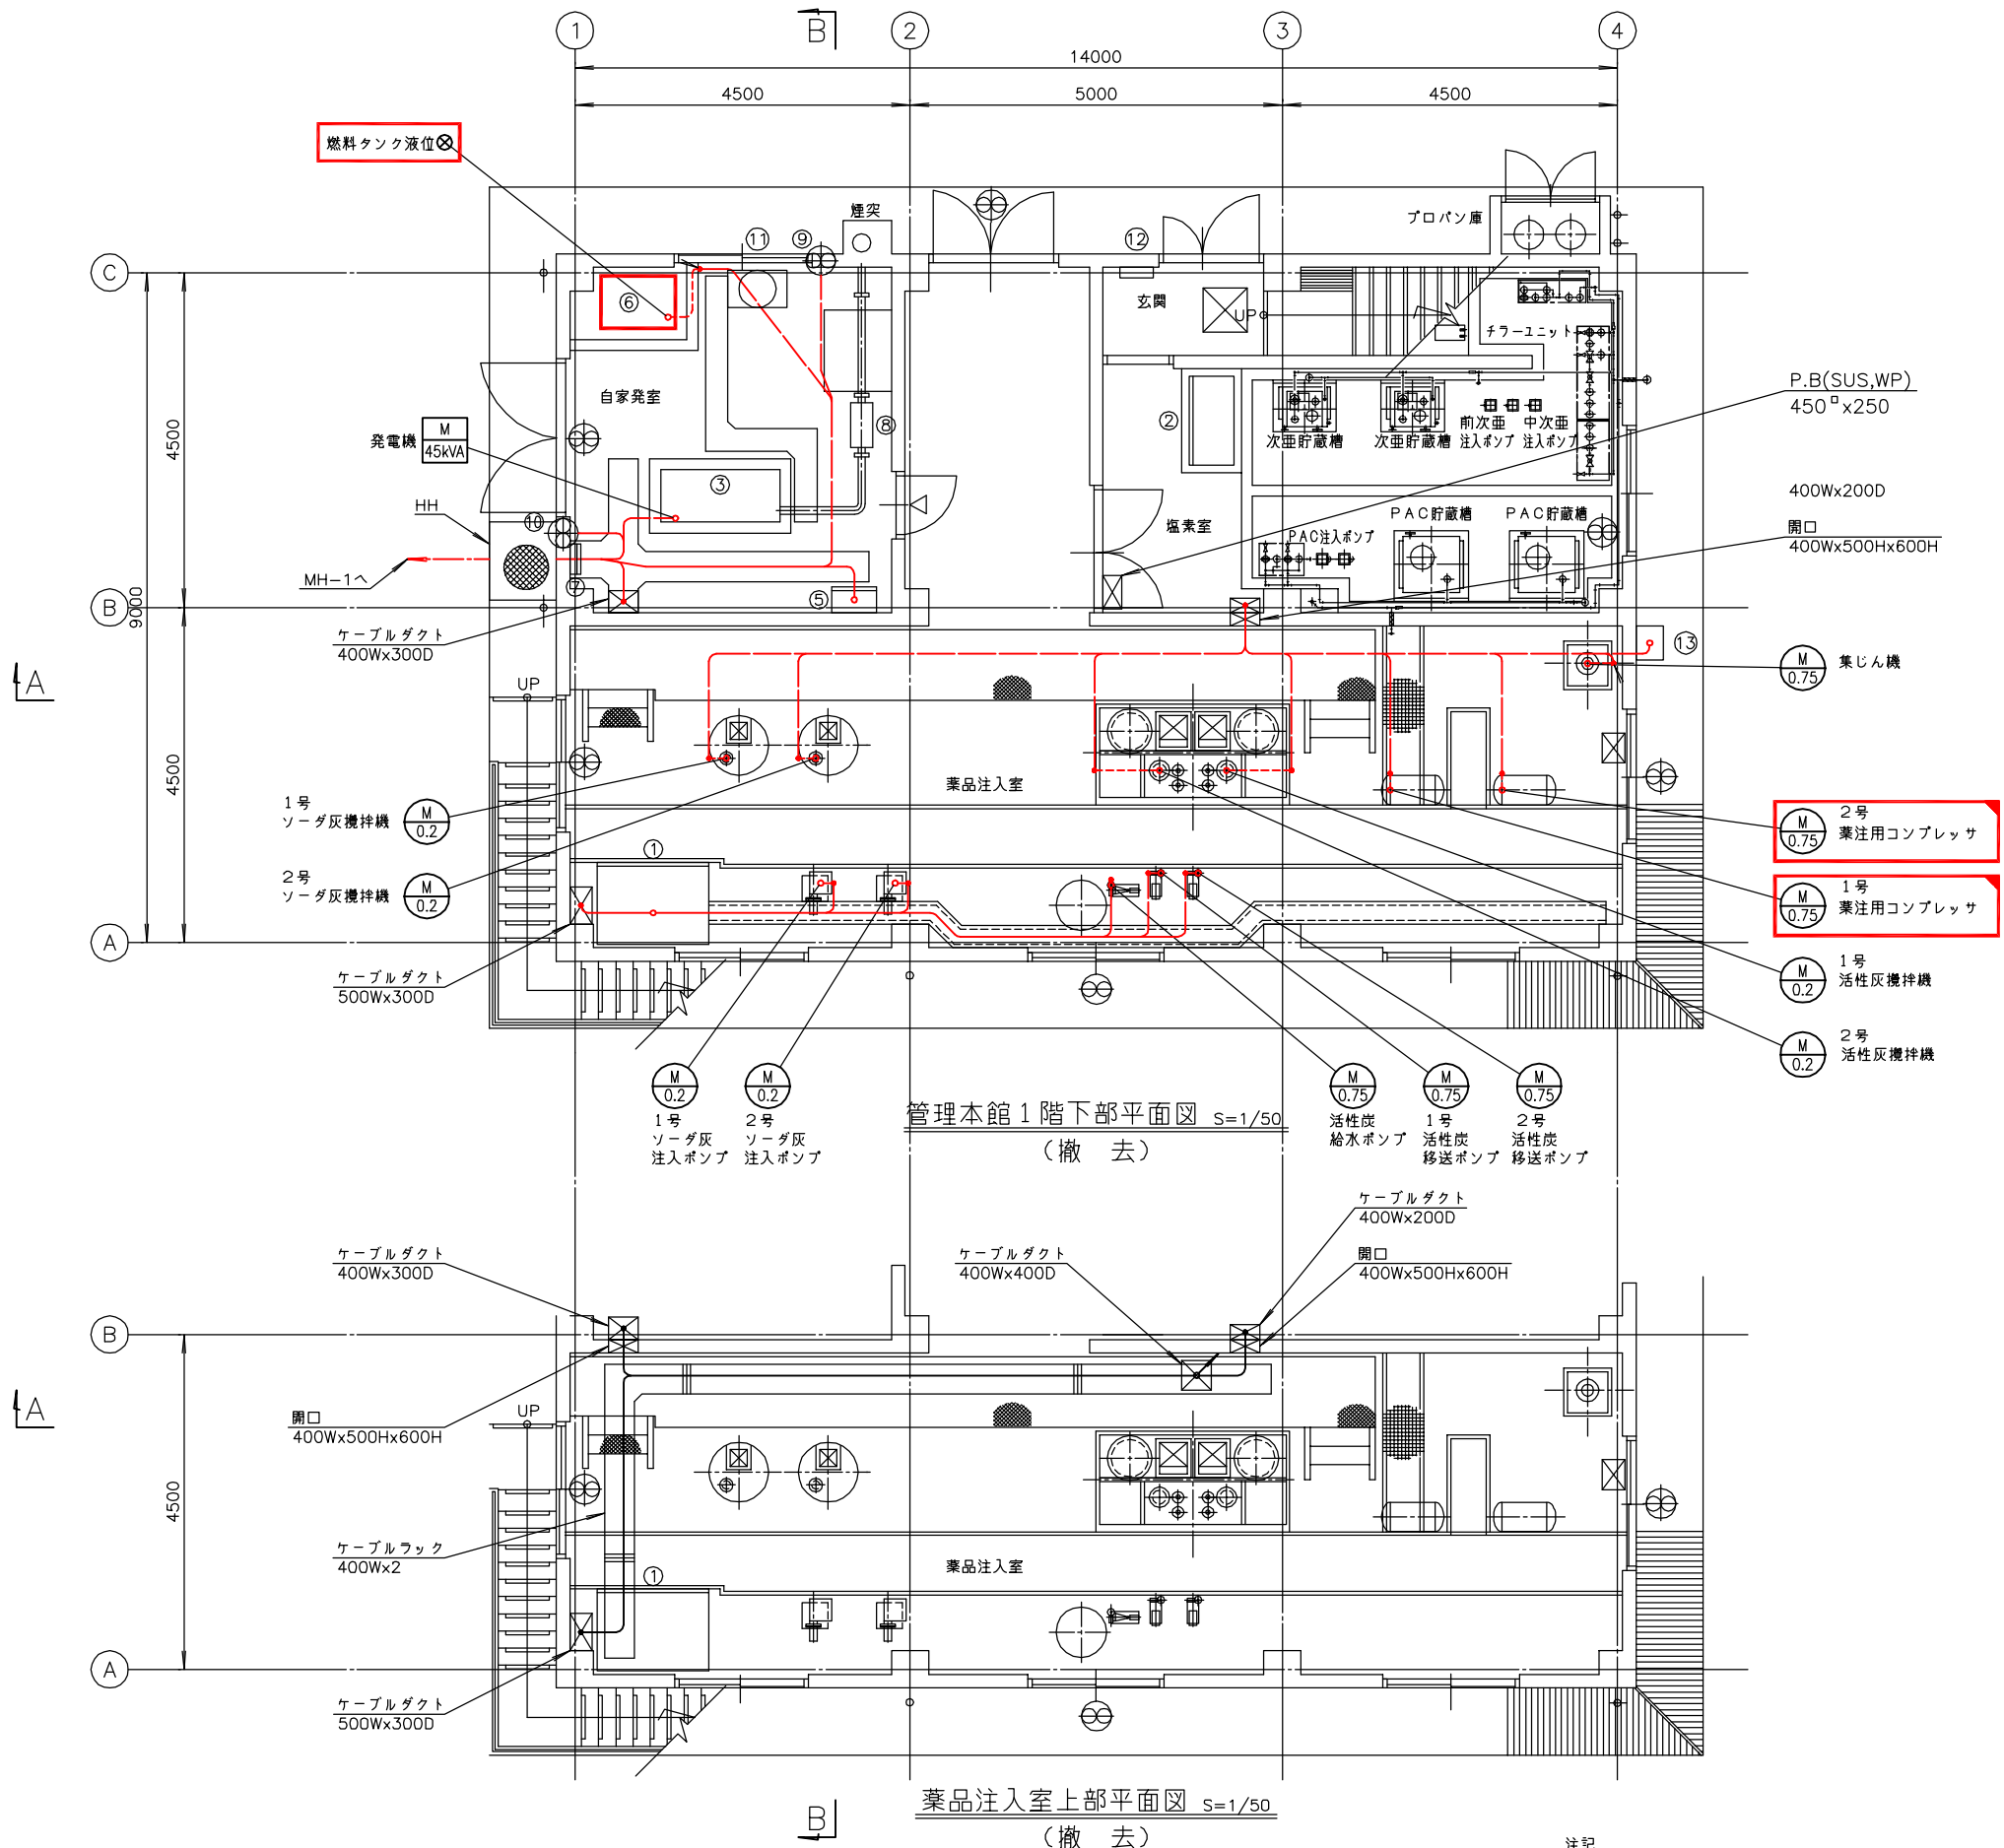 1
B
2
3
4
14000
4500
5000
4500
燃料タンク液位
煙突
プロパン庫
⑪
⑨
⑫
C
⑥
玄関
UP
チラーユニット
自家発室
P.B(SUS,WP)
450□x250
4500
発電機
M
45kVA
⑧
②
次亜貯蔵槽
次亜貯蔵槽
前次亜
注入ポンプ
中次亜
注入ポンプ
③
400Wx200D
HH
⑩
塩素室
PAC注入ポンプ
PAC貯蔵槽
PAC貯蔵槽
開口
400Wx500Hx600H
MH-1へ
⑦
⑤
B
9000
ケーブルダクト
400Wx300D
⑬
M
0.75
集じん機
A
UP
4500
薬品注入室
1号
ソーダ灰攪拌機
M
0.2
2号
薬注用コンプレッサ
M
0.75
①
2号
ソーダ灰攪拌機
M
0.2
1号
薬注用コンプレッサ
M
0.75
A
ケーブルダクト
500Wx300D
M
0.2
1号
活性灰攪拌機
M
0.2
2号
活性灰攪拌機
M
0.2
1号
ソーダ灰
注入ポンプ
M
0.2
2号
ソーダ灰
注入ポンプ
管理本館1階下部平面図 S=1/50
(撤 去)
M
0.75
活性炭
給水ポンプ
M
0.75
1号
活性炭
移送ポンプ
M
0.75
2号
活性炭
移送ポンプ
ケーブルダクト
400Wx200D
ケーブルダクト
400Wx300D
ケーブルダクト
400Wx400D
開口
400Wx500Hx600H
B
A
UP
開口
400Wx500Hx600H
4500
ケーブルラック
400Wx2
薬品注入室
①
A
ケーブルダクト
500Wx300D
B
薬品注入室上部平面図 S=1/50
(撤 去)
注記